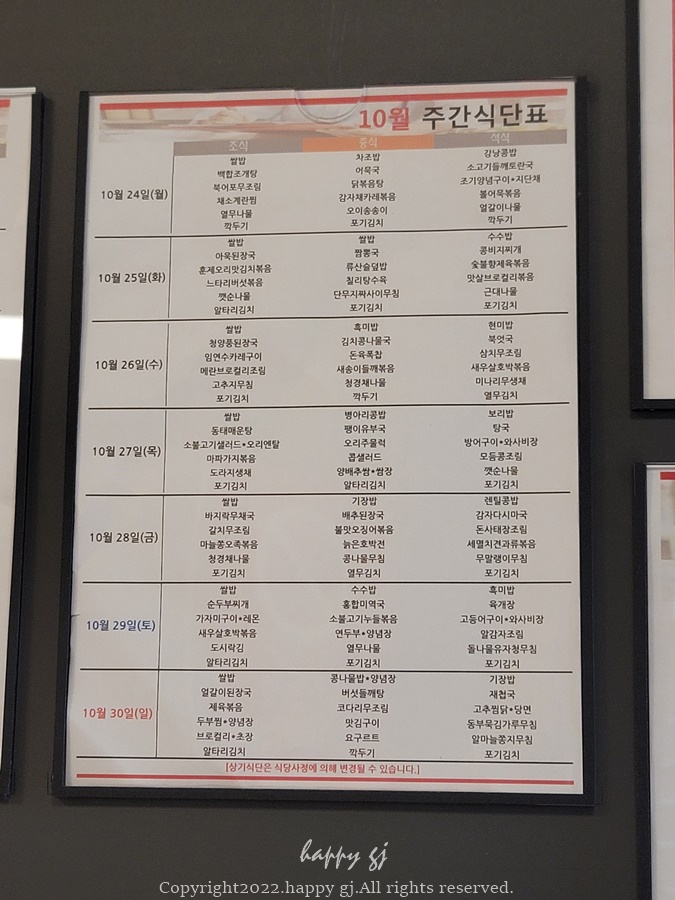 10월 주간식단표
조식 중식 석식
10월 24일(월)
쌀밥 차조밥 강낭콩밥
백합조개탕 어묵국 소고기들깨토란국
북어포무조림 닭볶음탕 조기양념구이*지단채
채소계란찜 감자채카레볶음 볼어묵볶음
열무나물 오이송송이 얼갈이나물
깍두기 포기김치 깍두기
10월 25일(화)
쌀밥 쌀밥 수수밥
아욱된장국 짬뽕국 콩비지찌개
훈제오리맛김치볶음 류산슬덮밥 숯불향제육볶음
느타리버섯볶음 칠리탕수육 맛살브로컬리볶음
깻순나물 단무지짜사이무침 근대나물
알타리김치 포기김치 포기김치
10월 26일(수)
쌀밥 흑미밥 현미밥
청양풍된장국 김치콩나물국 북엇국
임연수카레구이 돈육폭찹 삼치무조림
메란브로컬리조림 새송이들깨볶음 새우살호박볶음
고추지무침 청경채나물 미나리무생채
포기김치 깍두기 열무김치
10월 27일(목)
쌀밥 병아리콩밥 보리밥
동태매운탕 팽이유부국 탕국
소불고기샐러드*오리엔탈 오리주물럭 방어구이*와사비장
마파가지볶음 콥샐러드 모둠콩조림
도라지생채 양배추쌈*쌈장 깻순나물
포기김치 알타리김치 포기김치
10월 28일(금)
쌀밥 기장밥 렌틸콩밥
바지락무채국 배추된장국 감자다시마국
갈치무조림 불맛오징어볶음 돈사태장조림
마늘쫑오족볶음 늙은호박전 세멸치견과류볶음
청경채나물 콩나물무침 무말랭이무침
포기김치 열무김치 포기김치
10월 29일(토)
쌀밥 수수밥 흑미밥
순두부찌개 홍합미역국 육개장
가자미구이*레몬 소불고기누들볶음 고등어구이*와사비장
새우살호박볶음 연두부*양념장 알감자조림
도시락김 열무나물 돌나물유자청무침
알타리김치 포기김치 포기김치
10월 30일(일)
쌀밥 콩나물밥*양념장 기장밥
얼갈이된장국 버섯들깨탕 재첩국
제육볶음 코다리무조림 고추찜닭*당면
두부찜*양념장 맛김구이 동부묵김가루무침
브로컬리*초장 요구르트 알마늘쫑지무침
알타리김치 깍두기 포기김치
[상기식단은 식당사정에 의해 변경될 수 있습니다.]
happy gj
Copyright2022.happy gj.All rights reserved.